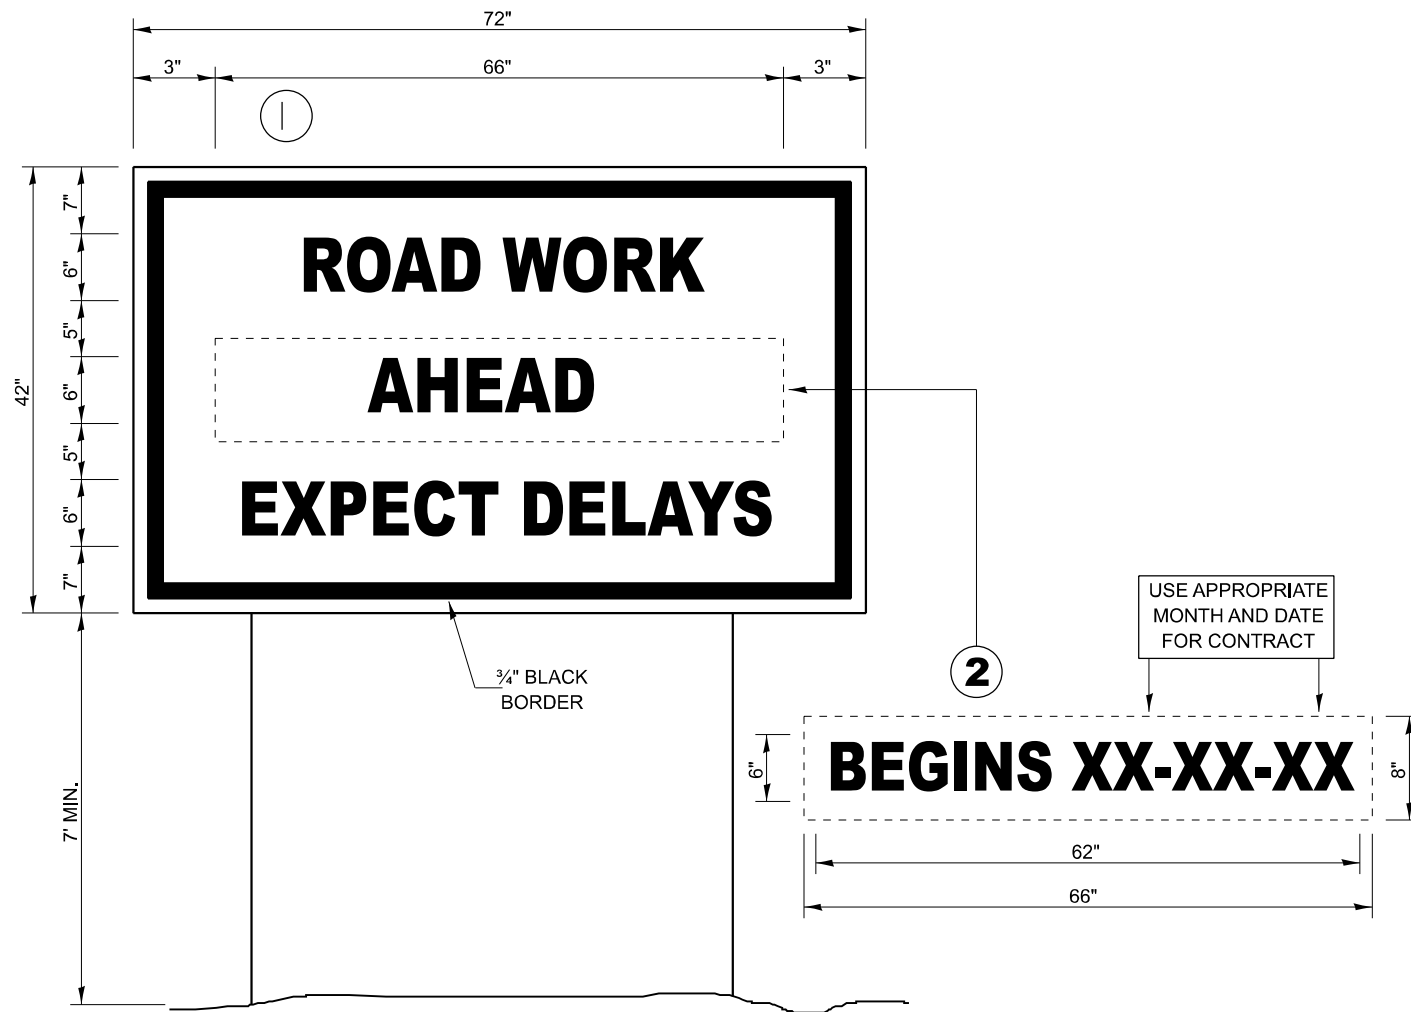 72"
3" 66" 3"
1
7"
6"
5"
6"
5"
6"
7"
42"
7' MIN.
ROAD WORK
AHEAD
EXPECT DELAYS
¾" BLACK
BORDER
2
USE APPROPRIATE
MONTH AND DATE
FOR CONTRACT
6"
BEGINS XX-XX-XX
8"
62"
66"